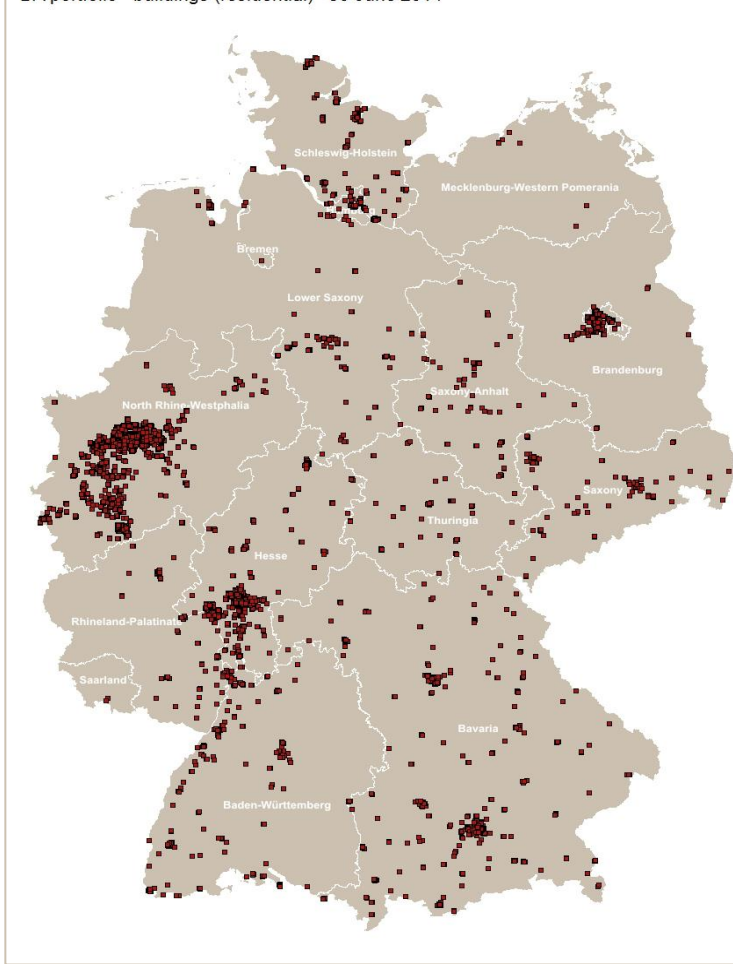 Schleswig-Holstein
Mecklenburg-Western Pomerania
Bremen
Lower Saxony
Brandenburg
Saxony-Anhalt
North Rhine-Westphalia
Saxony
Thuringia
Hesse
Rhineland-Palatinate
Saarland
Bavaria
Baden-Württemberg